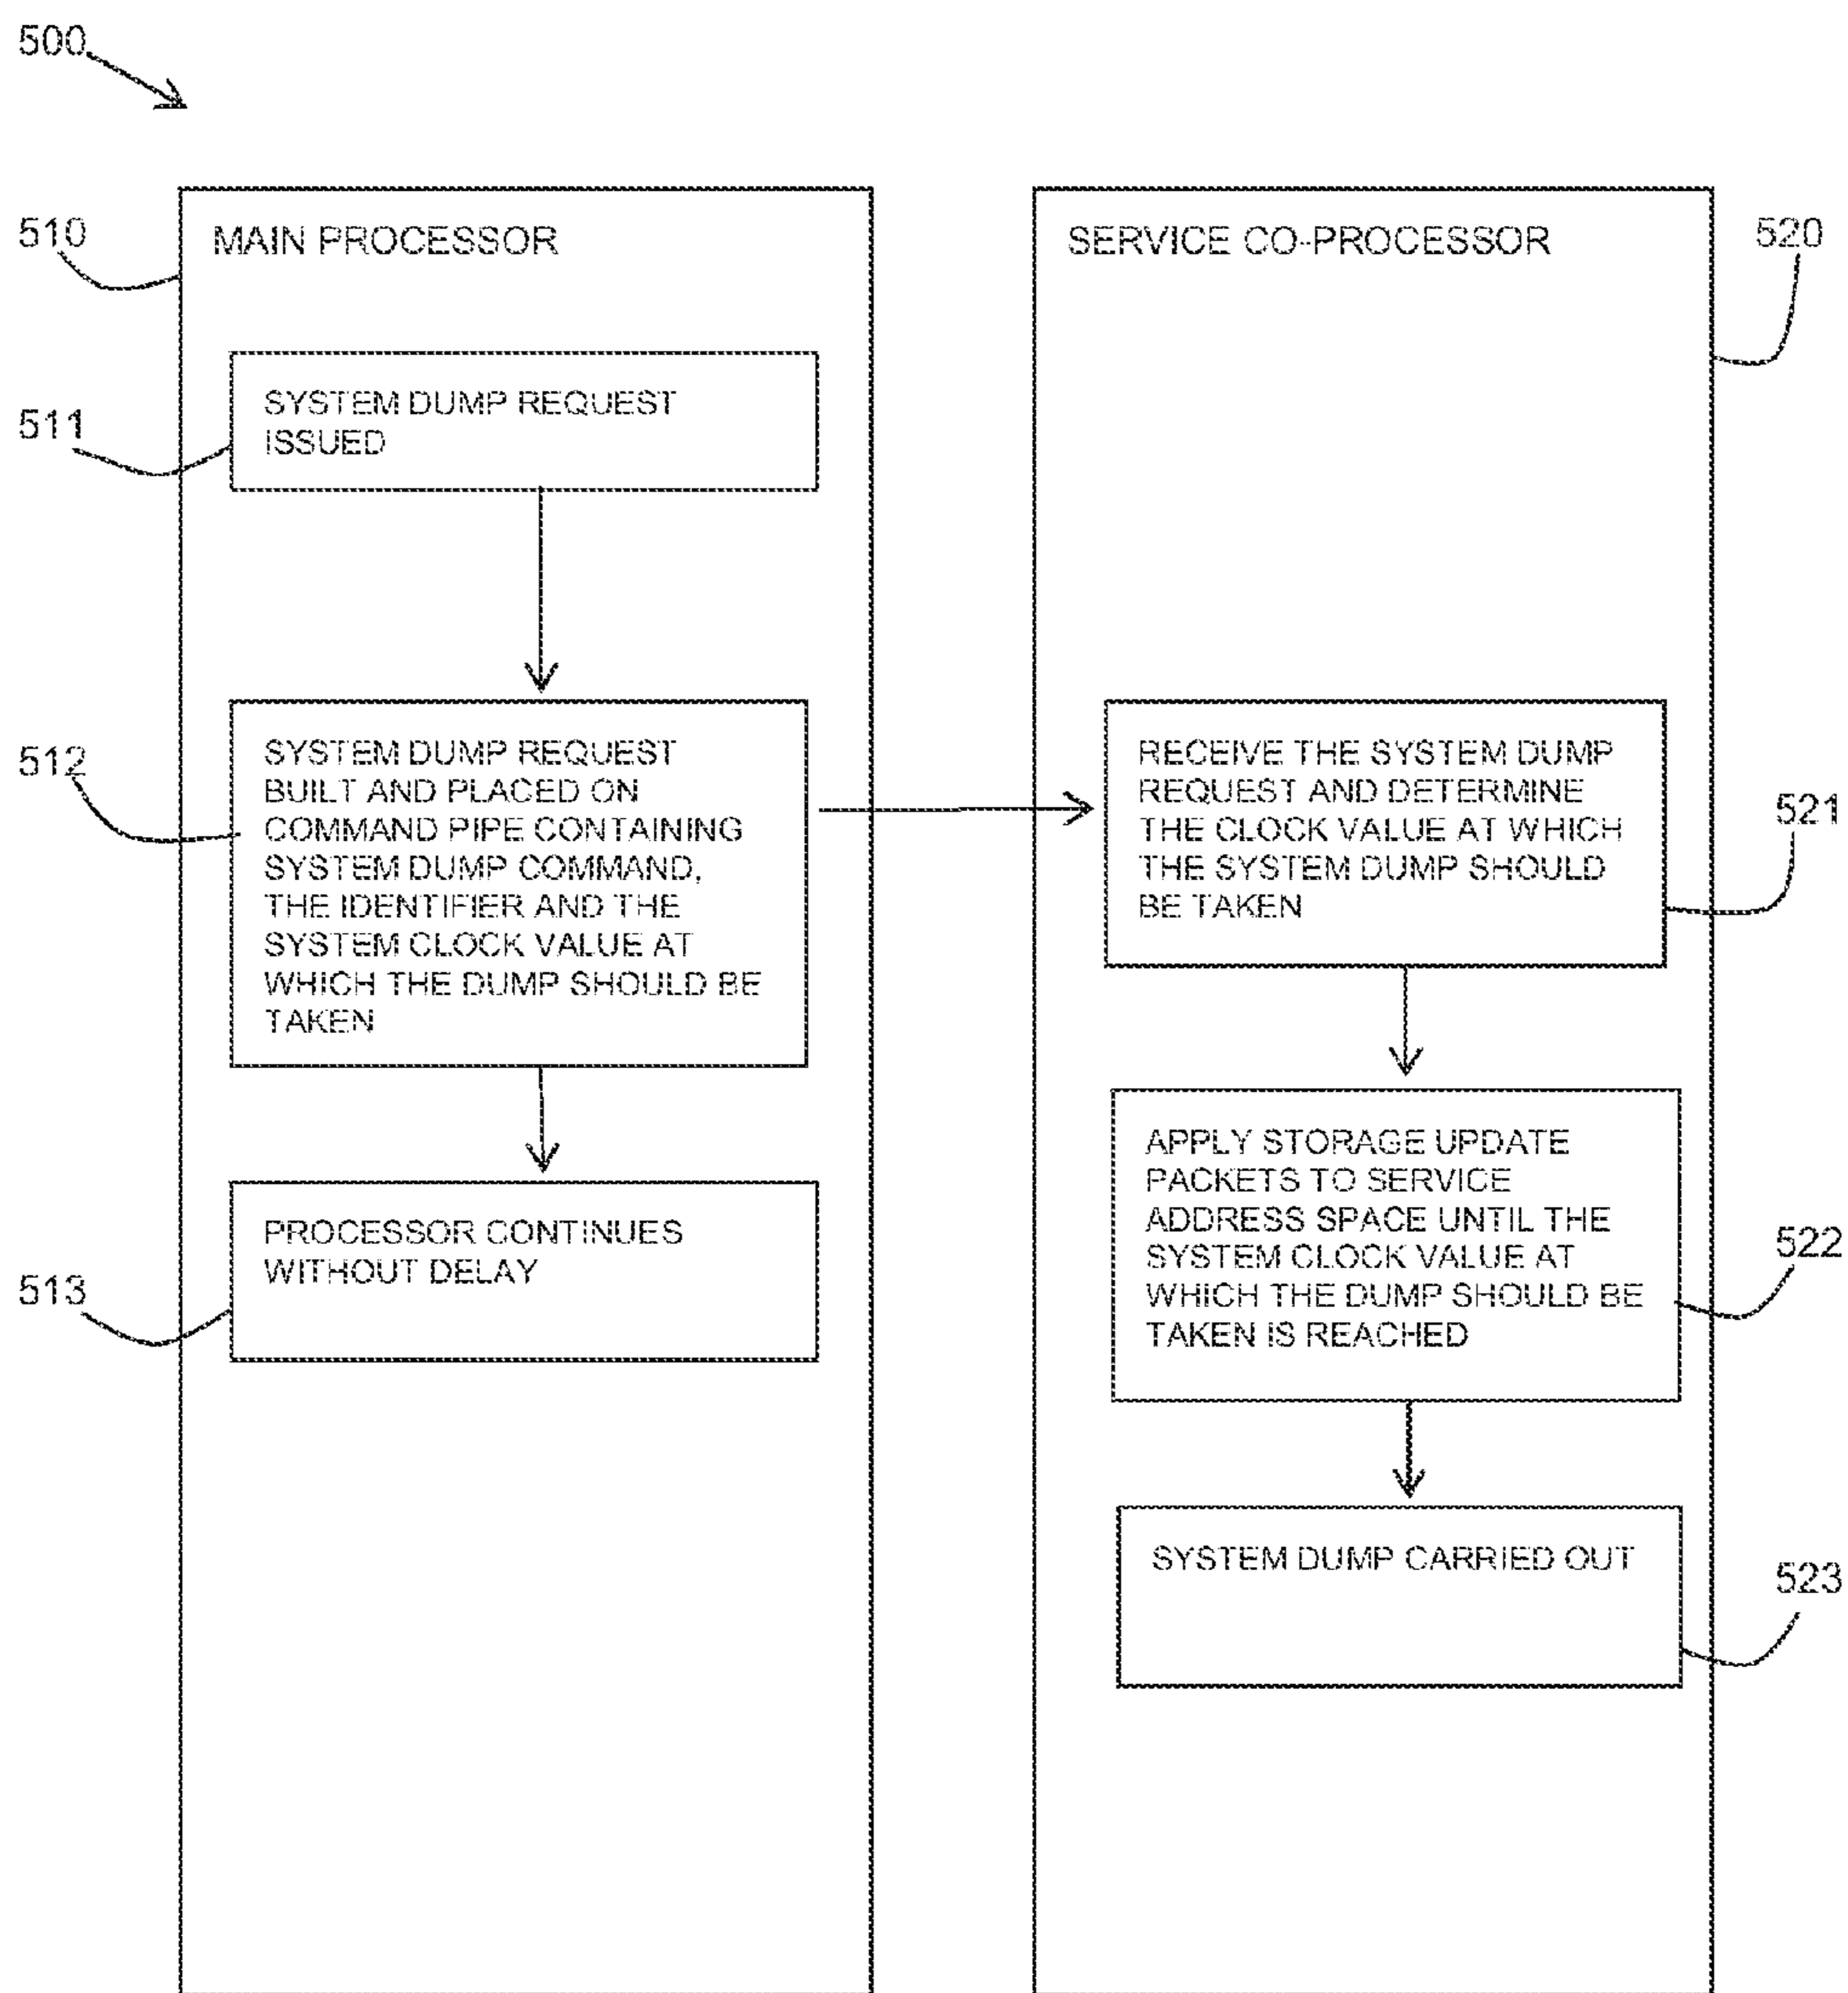 500
510
MAIN PROCESSOR
511
SYSTEM DUMP REQUEST
ISSUED
512
SYSTEM DUMP REQUEST
BUILT AND PLACED ON
COMMAND PIPE CONTAINING
SYSTEM DUMP COMMAND,
THE IDENTIFIER AND THE
SYSTEM CLOCK VALUE AT
WHICH THE DUMP SHOULD BE
TAKEN
513
PROCESSOR CONTINUES
WITHOUT DELAY
SERVICE CO-PROCESSOR
520
RECEIVE THE SYSTEM DUMP
REQUEST AND DETERMINE
THE CLOCK VALUE AT WHICH
THE SYSTEM DUMP SHOULD
BE TAKEN
521
APPLY STORAGE UPDATE
PACKETS TO SERVICE
ADDRESS SPACE UNTIL THE
SYSTEM CLOCK VALUE AT
WHICH THE DUMP SHOULD BE
TAKEN IS REACHED
522
SYSTEM DUMP CARRIED OUT
523